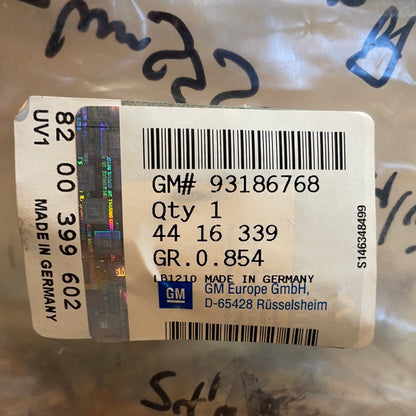 82 00 399 602
UV1 MADE IN GERMANY
GM# 93186768
Qty 1
44 16 339
GR.0.854
LB1210 MADE IN GERMANY
GM
GM Europe GmbH,
D-65428 Rüsselsheim
S146348499